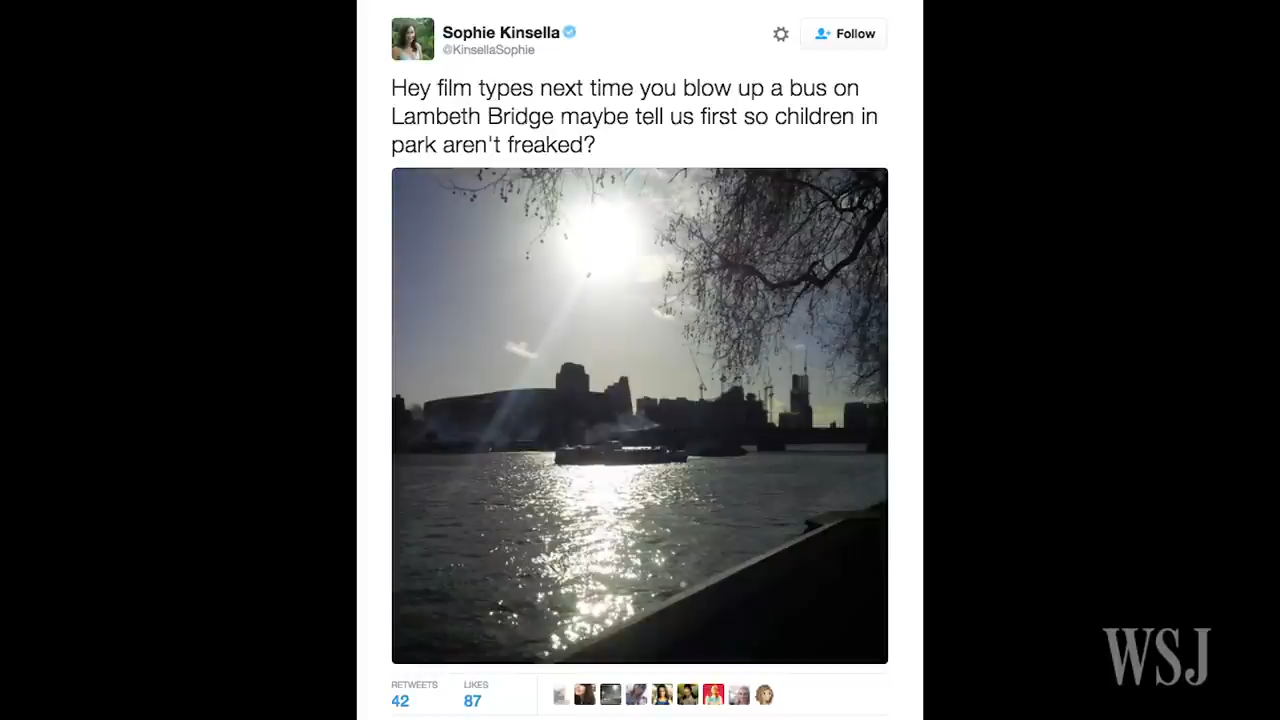 Sophie Kinsella
@KinsellaSophie
Follow
Hey film types next time you blow up a bus on
Lambeth Bridge maybe tell us first so children in
park aren't freaked?
RETWEETS
42
LIKES
87
WSJ